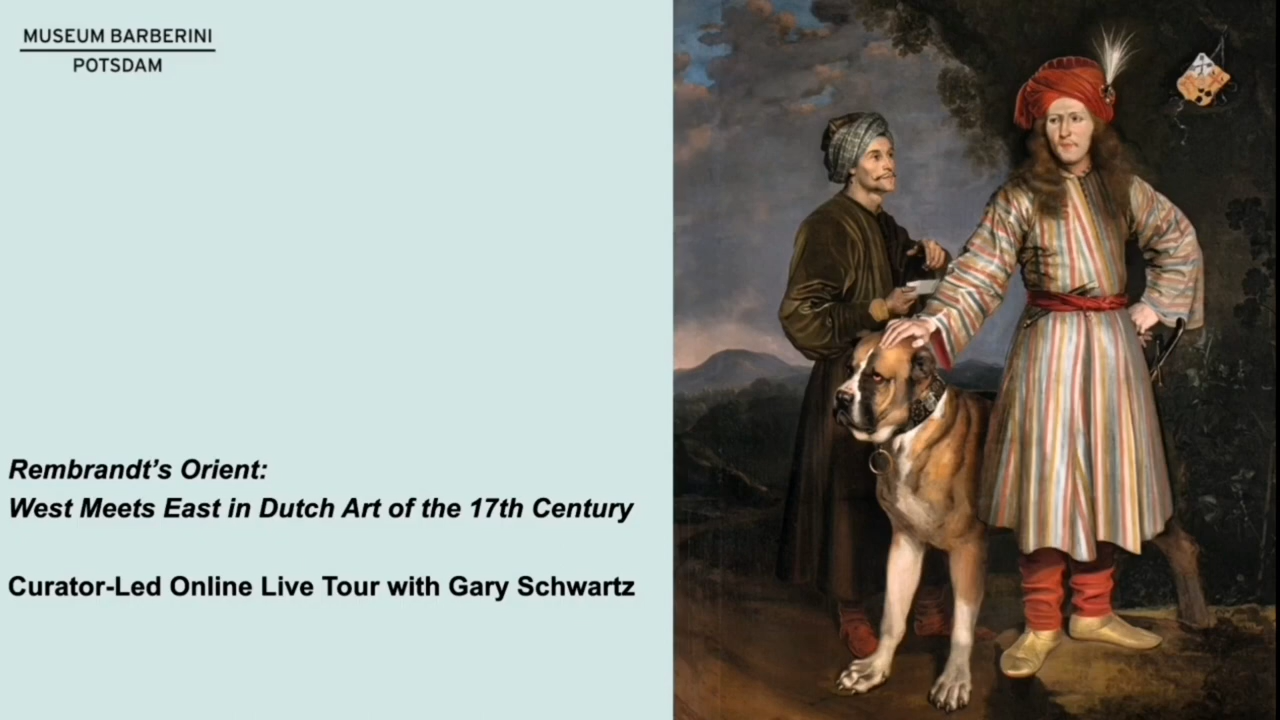 MUSEUM BARBERINI
POTSDAM
Rembrandt’s Orient:
West Meets East in Dutch Art of the 17th Century
Curator-Led Online Live Tour with Gary Schwartz